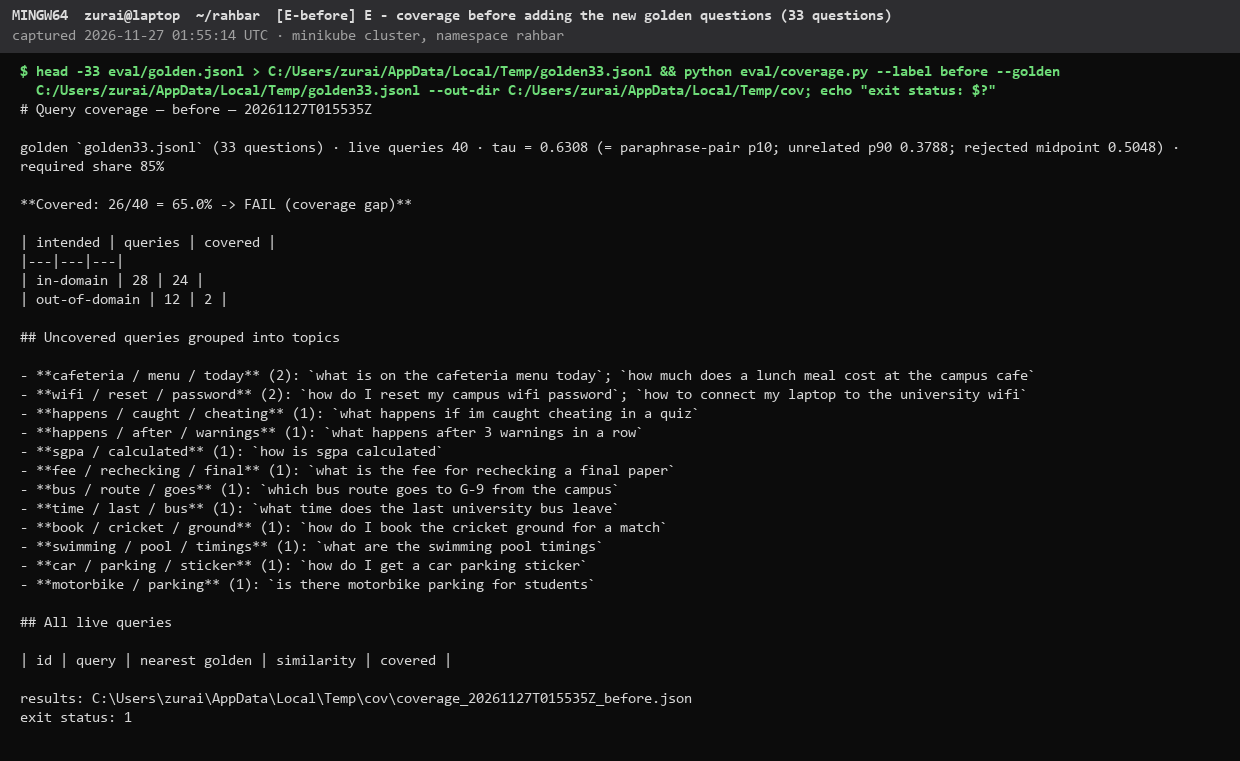 MINGW64  zurai@laptop  ~/rahbar  [E-before] E - coverage before adding the new golden questions (33 questions)
captured 2026-11-27 01:55:14 UTC · minikube cluster, namespace rahbar
$ head -33 eval/golden.jsonl > C:/Users/zurai/AppData/Local/Temp/golden33.jsonl && python eval/coverage.py --label before --golden
C:/Users/zurai/AppData/Local/Temp/golden33.jsonl --out-dir C:/Users/zurai/AppData/Local/Temp/cov; echo "exit status: $?"
# Query coverage — before — 20261127T015535Z
golden `golden33.jsonl` (33 questions) · live queries 40 · tau = 0.6308 (= paraphrase-pair p10; unrelated p90 0.3788; rejected midpoint 0.5048) ·
required share 85%
**Covered: 26/40 = 65.0% -> FAIL (coverage gap)**
| intended | queries | covered |
|---|---|---|
| in-domain | 28 | 24 |
| out-of-domain | 12 | 2 |
## Uncovered queries grouped into topics
- **cafeteria / menu / today** (2): `what is on the cafeteria menu today`; `how much does a lunch meal cost at the campus cafe`
- **wifi / reset / password** (2): `how do I reset my campus wifi password`; `how to connect my laptop to the university wifi`
- **happens / caught / cheating** (1): `what happens if im caught cheating in a quiz`
- **happens / after / warnings** (1): `what happens after 3 warnings in a row`
- **sgpa / calculated** (1): `how is sgpa calculated`
- **fee / rechecking / final** (1): `what is the fee for rechecking a final paper`
- **bus / route / goes** (1): `which bus route goes to G-9 from the campus`
- **time / last / bus** (1): `what time does the last university bus leave`
- **book / cricket / ground** (1): `how do I book the cricket ground for a match`
- **swimming / pool / timings** (1): `what are the swimming pool timings`
- **car / parking / sticker** (1): `how do I get a car parking sticker`
- **motorbike / parking** (1): `is there motorbike parking for students`
## All live queries
| id | query | nearest golden | similarity | covered |
results: C:\Users\zurai\AppData\Local\Temp\cov\coverage_20261127T015535Z_before.json
exit status: 1